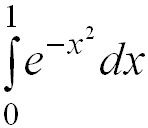 ∫₀¹ e^{-x²} dx